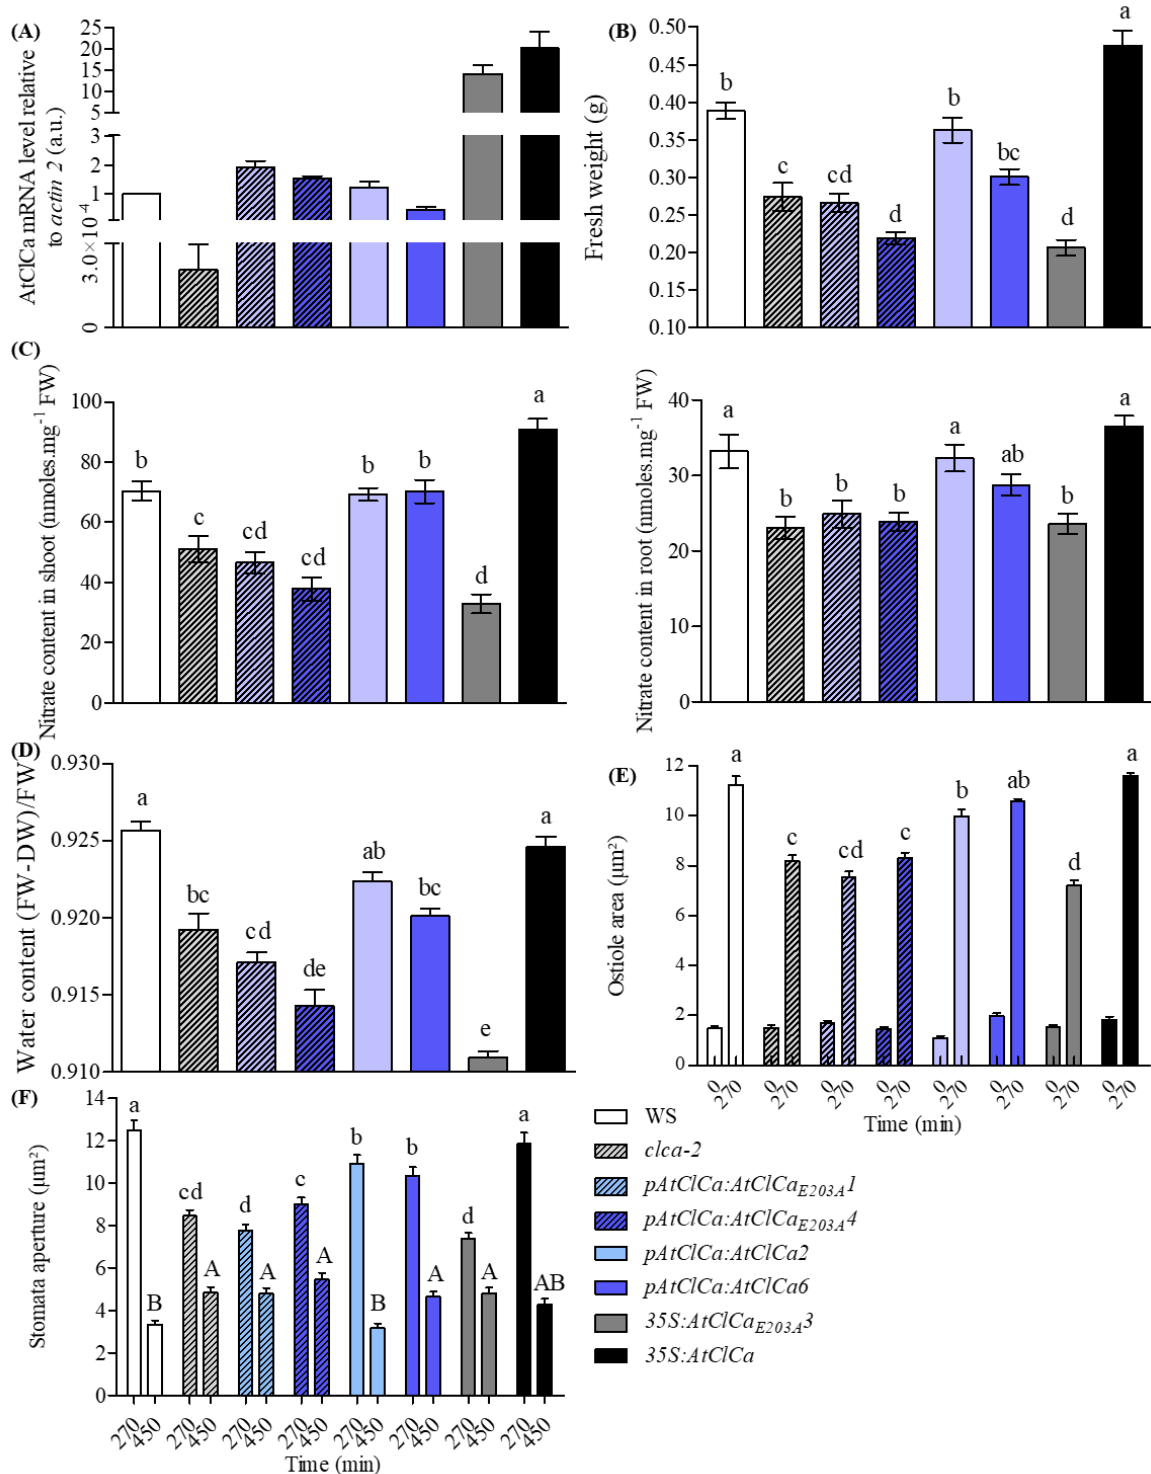 (A)
AtClCa mRNA level relative
to actin 2 (a.u.)
25
20
15
10
5
3
2
1
3.0×10⁻⁴
0
(B)
Fresh weight (g)
0.50
0.45
0.40
0.35
0.30
0.25
0.20
0.15
0.10
b
c
cd
d
b
bc
d
a
(C)
Nitrate content in shoot (nmoles.mg⁻¹ FW)
100
80
60
40
20
0
b
c
cd
cd
b
b
d
a
Nitrate content in root (nmoles.mg⁻¹ FW)
40
30
20
10
0
a
b
b
b
a
ab
b
a
(D)
Water content (FW-DW)/FW
0.930
0.925
0.920
0.915
0.910
a
bc
cd
de
ab
bc
e
a
(E)
Ostiole area (µm²)
12
10
8
6
4
2
0
a
c
cd
c
b
ab
d
a
0 270 0 270 0 270 0 270 0 270 0 270 0 270 0 270
Time (min)
(F)
Stomata aperture (µm²)
14
12
10
8
6
4
2
0
a B cd A d A c A b B b A d A a AB
270 450 270 450 270 450 270 450 270 450 270 450 270 450 270 450
Time (min)
WS
clca-2
pAtClCa:AtClCaE203A1
pAtClCa:AtClCaE203A4
pAtClCa:AtClCa2
pAtClCa:AtClCa6
35S:AtClCaE203A3
35S:AtClCa